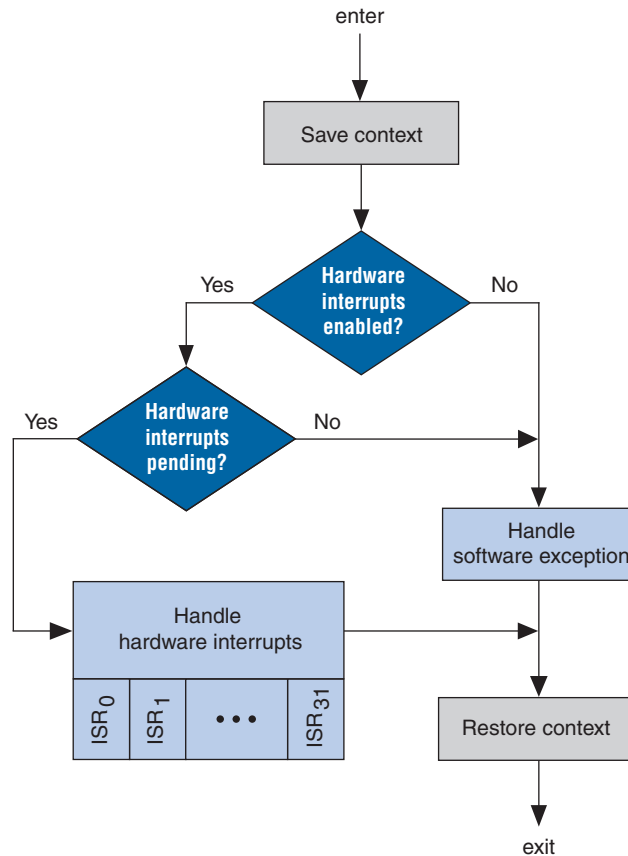 enter
Save context
Hardware
interrupts
enabled?
Yes
No
Hardware
interrupts
pending?
Yes
No
Handle
software exception
Handle
hardware interrupts
ISR0
ISR1
•••
ISR31
Restore context
exit